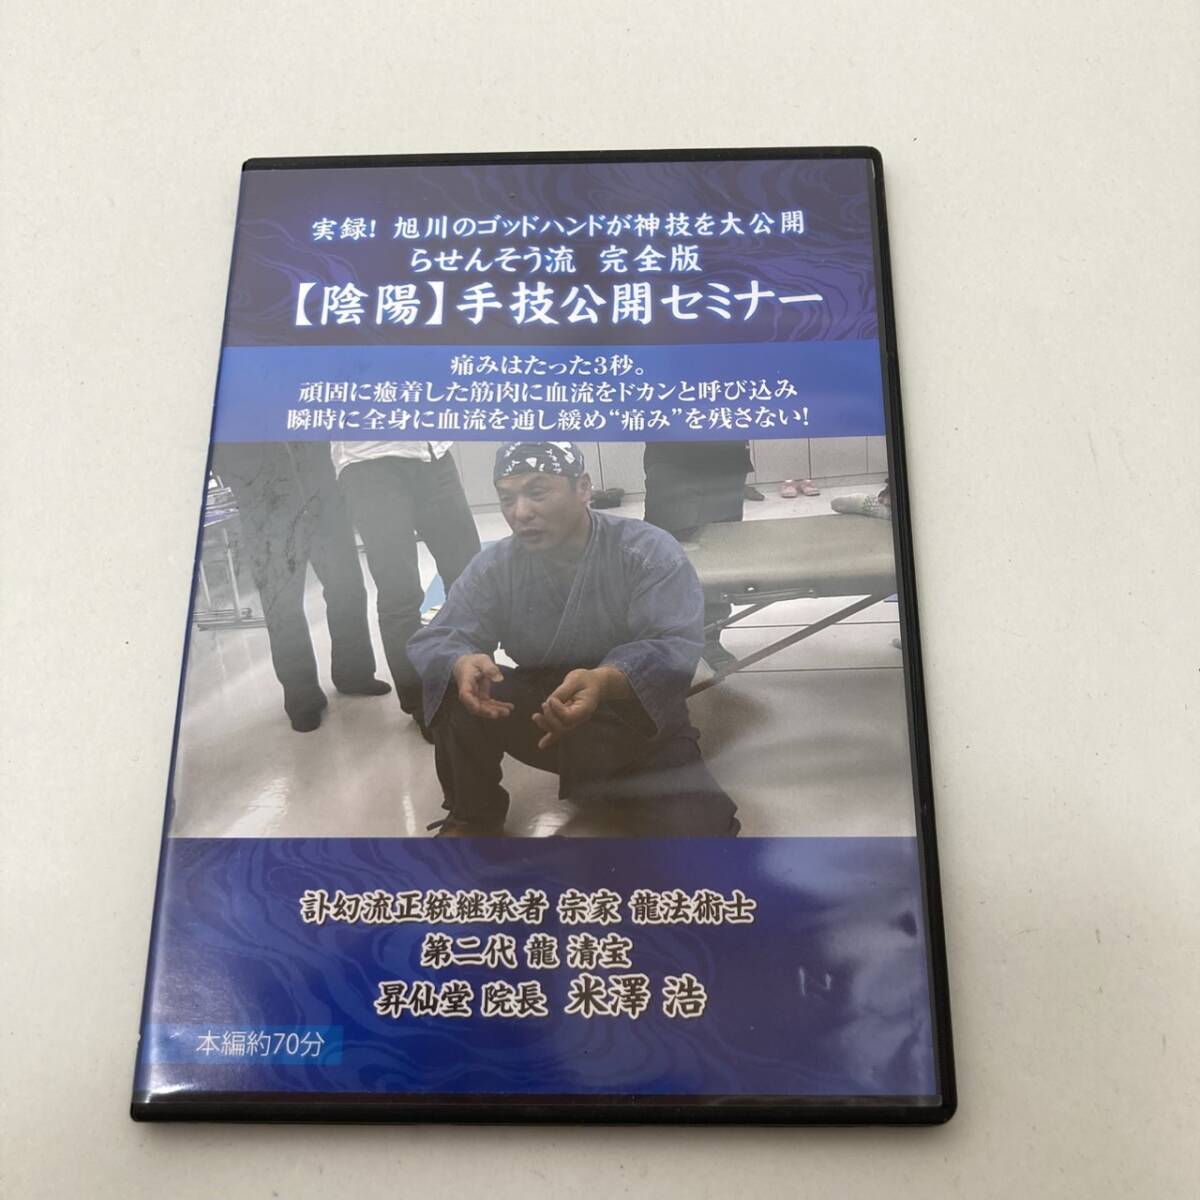 実録! 旭川のゴッドハンドが神技を大公開
らせんそう流 完全版
【陰陽】手技公開セミナー
痛みはたった3秒。
頑固に癒着した筋肉に血流をドカンと呼び込み
瞬時に全身に血流を通し緩め“痛み”を残さない!
訃幻流正統継承者 宗家 龍法術士
第二代 龍 清宝
昇仙堂 院長 米澤 浩
本編約70分